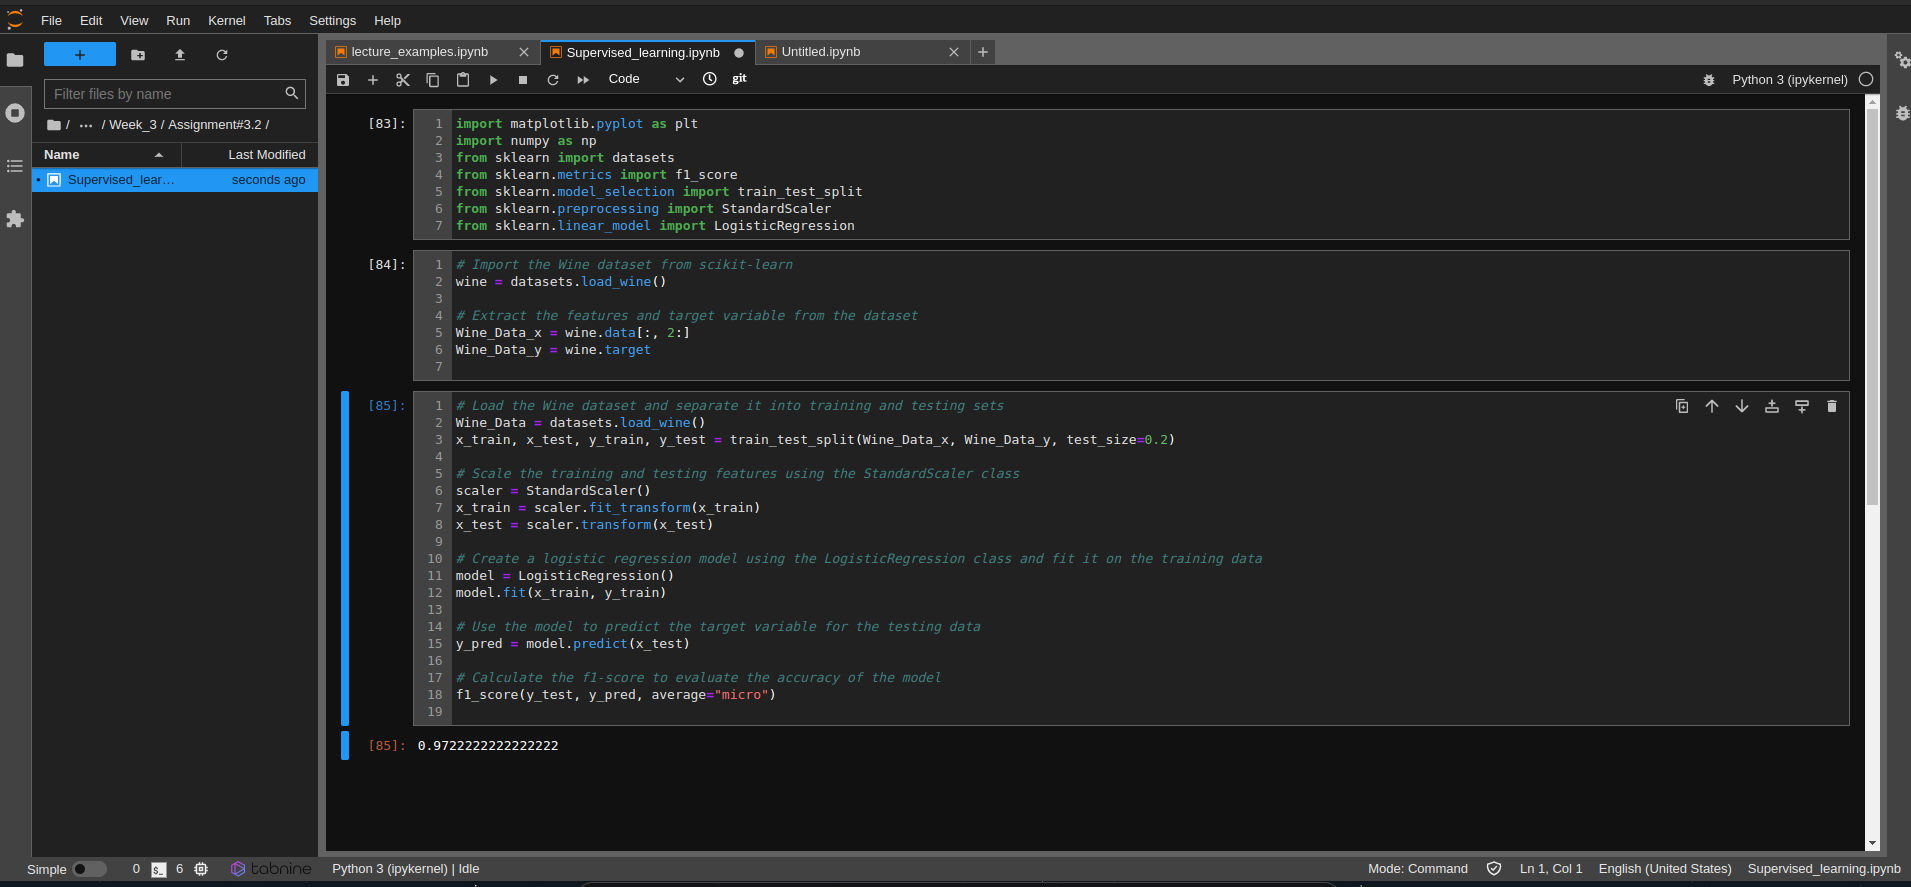 File Edit View Run Kernel Tabs Settings Help
lecture_examples.ipynb
Supervised_learning.ipynb
Untitled.ipynb
Code
git
Python 3 (ipykernel)
Filter files by name
/ ... / Week_3 / Assignment#3.2 /
Name Last Modified
Supervised_lear... seconds ago
[83]:
1 import matplotlib.pyplot as plt
2 import numpy as np
3 from sklearn import datasets
4 from sklearn.metrics import f1_score
5 from sklearn.model_selection import train_test_split
6 from sklearn.preprocessing import StandardScaler
7 from sklearn.linear_model import LogisticRegression
[84]:
1 # Import the Wine dataset from scikit-learn
2 wine = datasets.load_wine()
3
4 # Extract the features and target variable from the dataset
5 Wine_Data_x = wine.data[:, 2:]
6 Wine_Data_y = wine.target
7
[85]:
1 # Load the Wine dataset and separate it into training and testing sets
2 Wine_Data = datasets.load_wine()
3 x_train, x_test, y_train, y_test = train_test_split(Wine_Data_x, Wine_Data_y, test_size=0.2)
4
5 # Scale the training and testing features using the StandardScaler class
6 scaler = StandardScaler()
7 x_train = scaler.fit_transform(x_train)
8 x_test = scaler.transform(x_test)
9
10 # Create a logistic regression model using the LogisticRegression class and fit it on the training data
11 model = LogisticRegression()
12 model.fit(x_train, y_train)
13
14 # Use the model to predict the target variable for the testing data
15 y_pred = model.predict(x_test)
16
17 # Calculate the f1-score to evaluate the accuracy of the model
18 f1_score(y_test, y_pred, average="micro")
19
[85]: 0.9722222222222222
Simple 0 $_ 6 tabnine Python 3 (ipykernel) | Idle Mode: Command Ln 1, Col 1 English (United States) Supervised_learning.ipynb